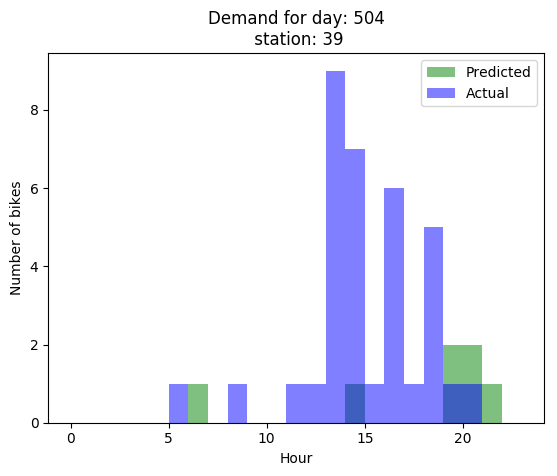 Demand for day: 504
station: 39
Predicted
Actual
Number of bikes
8
6
4
2
0
0
5
10
15
20
Hour